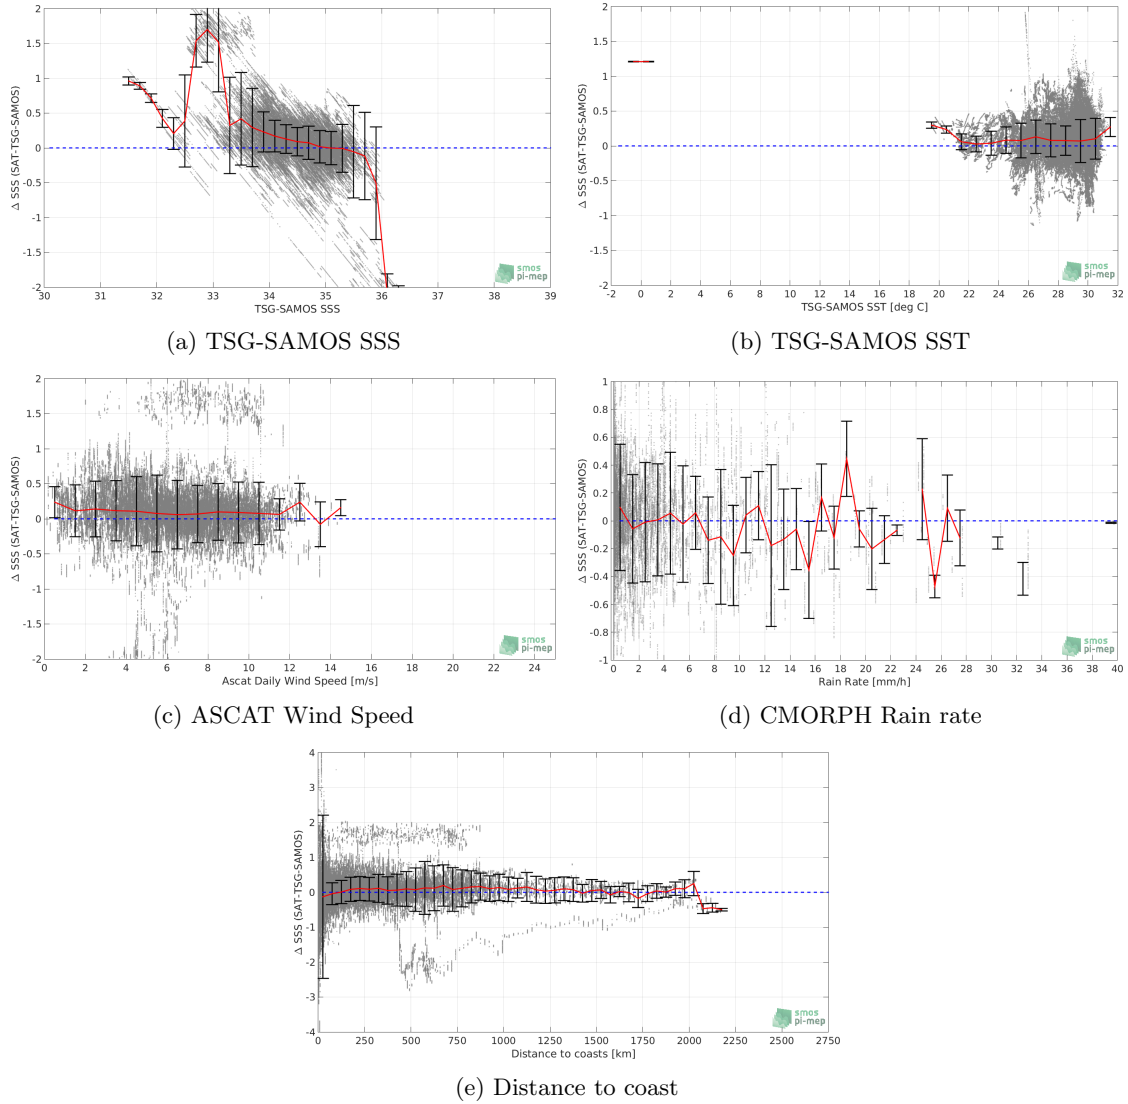 2
1.5
1
0.5
0
-0.5
-1
-1.5
-2
Δ SSS (SAT-TSG-SAMOS)
30 31 32 33 34 35 36 37 38 39
TSG-SAMOS SSS
smos
pi-mep
(a) TSG-SAMOS SSS
2
1.5
1
0.5
0
-0.5
-1
-1.5
-2
Δ SSS (SAT-TSG-SAMOS)
-2 0 2 4 6 8 10 12 14 16 18 20 22 24 26 28 30 32
TSG-SAMOS SST [deg C]
smos
pi-mep
(b) TSG-SAMOS SST
2
1.5
1
0.5
0
-0.5
-1
-1.5
-2
Δ SSS (SAT-TSG-SAMOS)
0 2 4 6 8 10 12 14 16 18 20 22 24
Ascat Daily Wind Speed [m/s]
smos
pi-mep
(c) ASCAT Wind Speed
1
0.8
0.6
0.4
0.2
0
-0.2
-0.4
-0.6
-0.8
-1
Δ SSS (SAT-TSG-SAMOS)
0 2 4 6 8 10 12 14 16 18 20 22 24 26 28 30 32 34 36 38 40
Rain Rate [mm/h]
smos
pi-mep
(d) CMORPH Rain rate
4
3
2
1
0
-1
-2
-3
-4
Δ SSS (SAT-TSG-SAMOS)
0 250 500 750 1000 1250 1500 1750 2000 2250 2500 2750
Distance to coasts [km]
smos
pi-mep
(e) Distance to coast